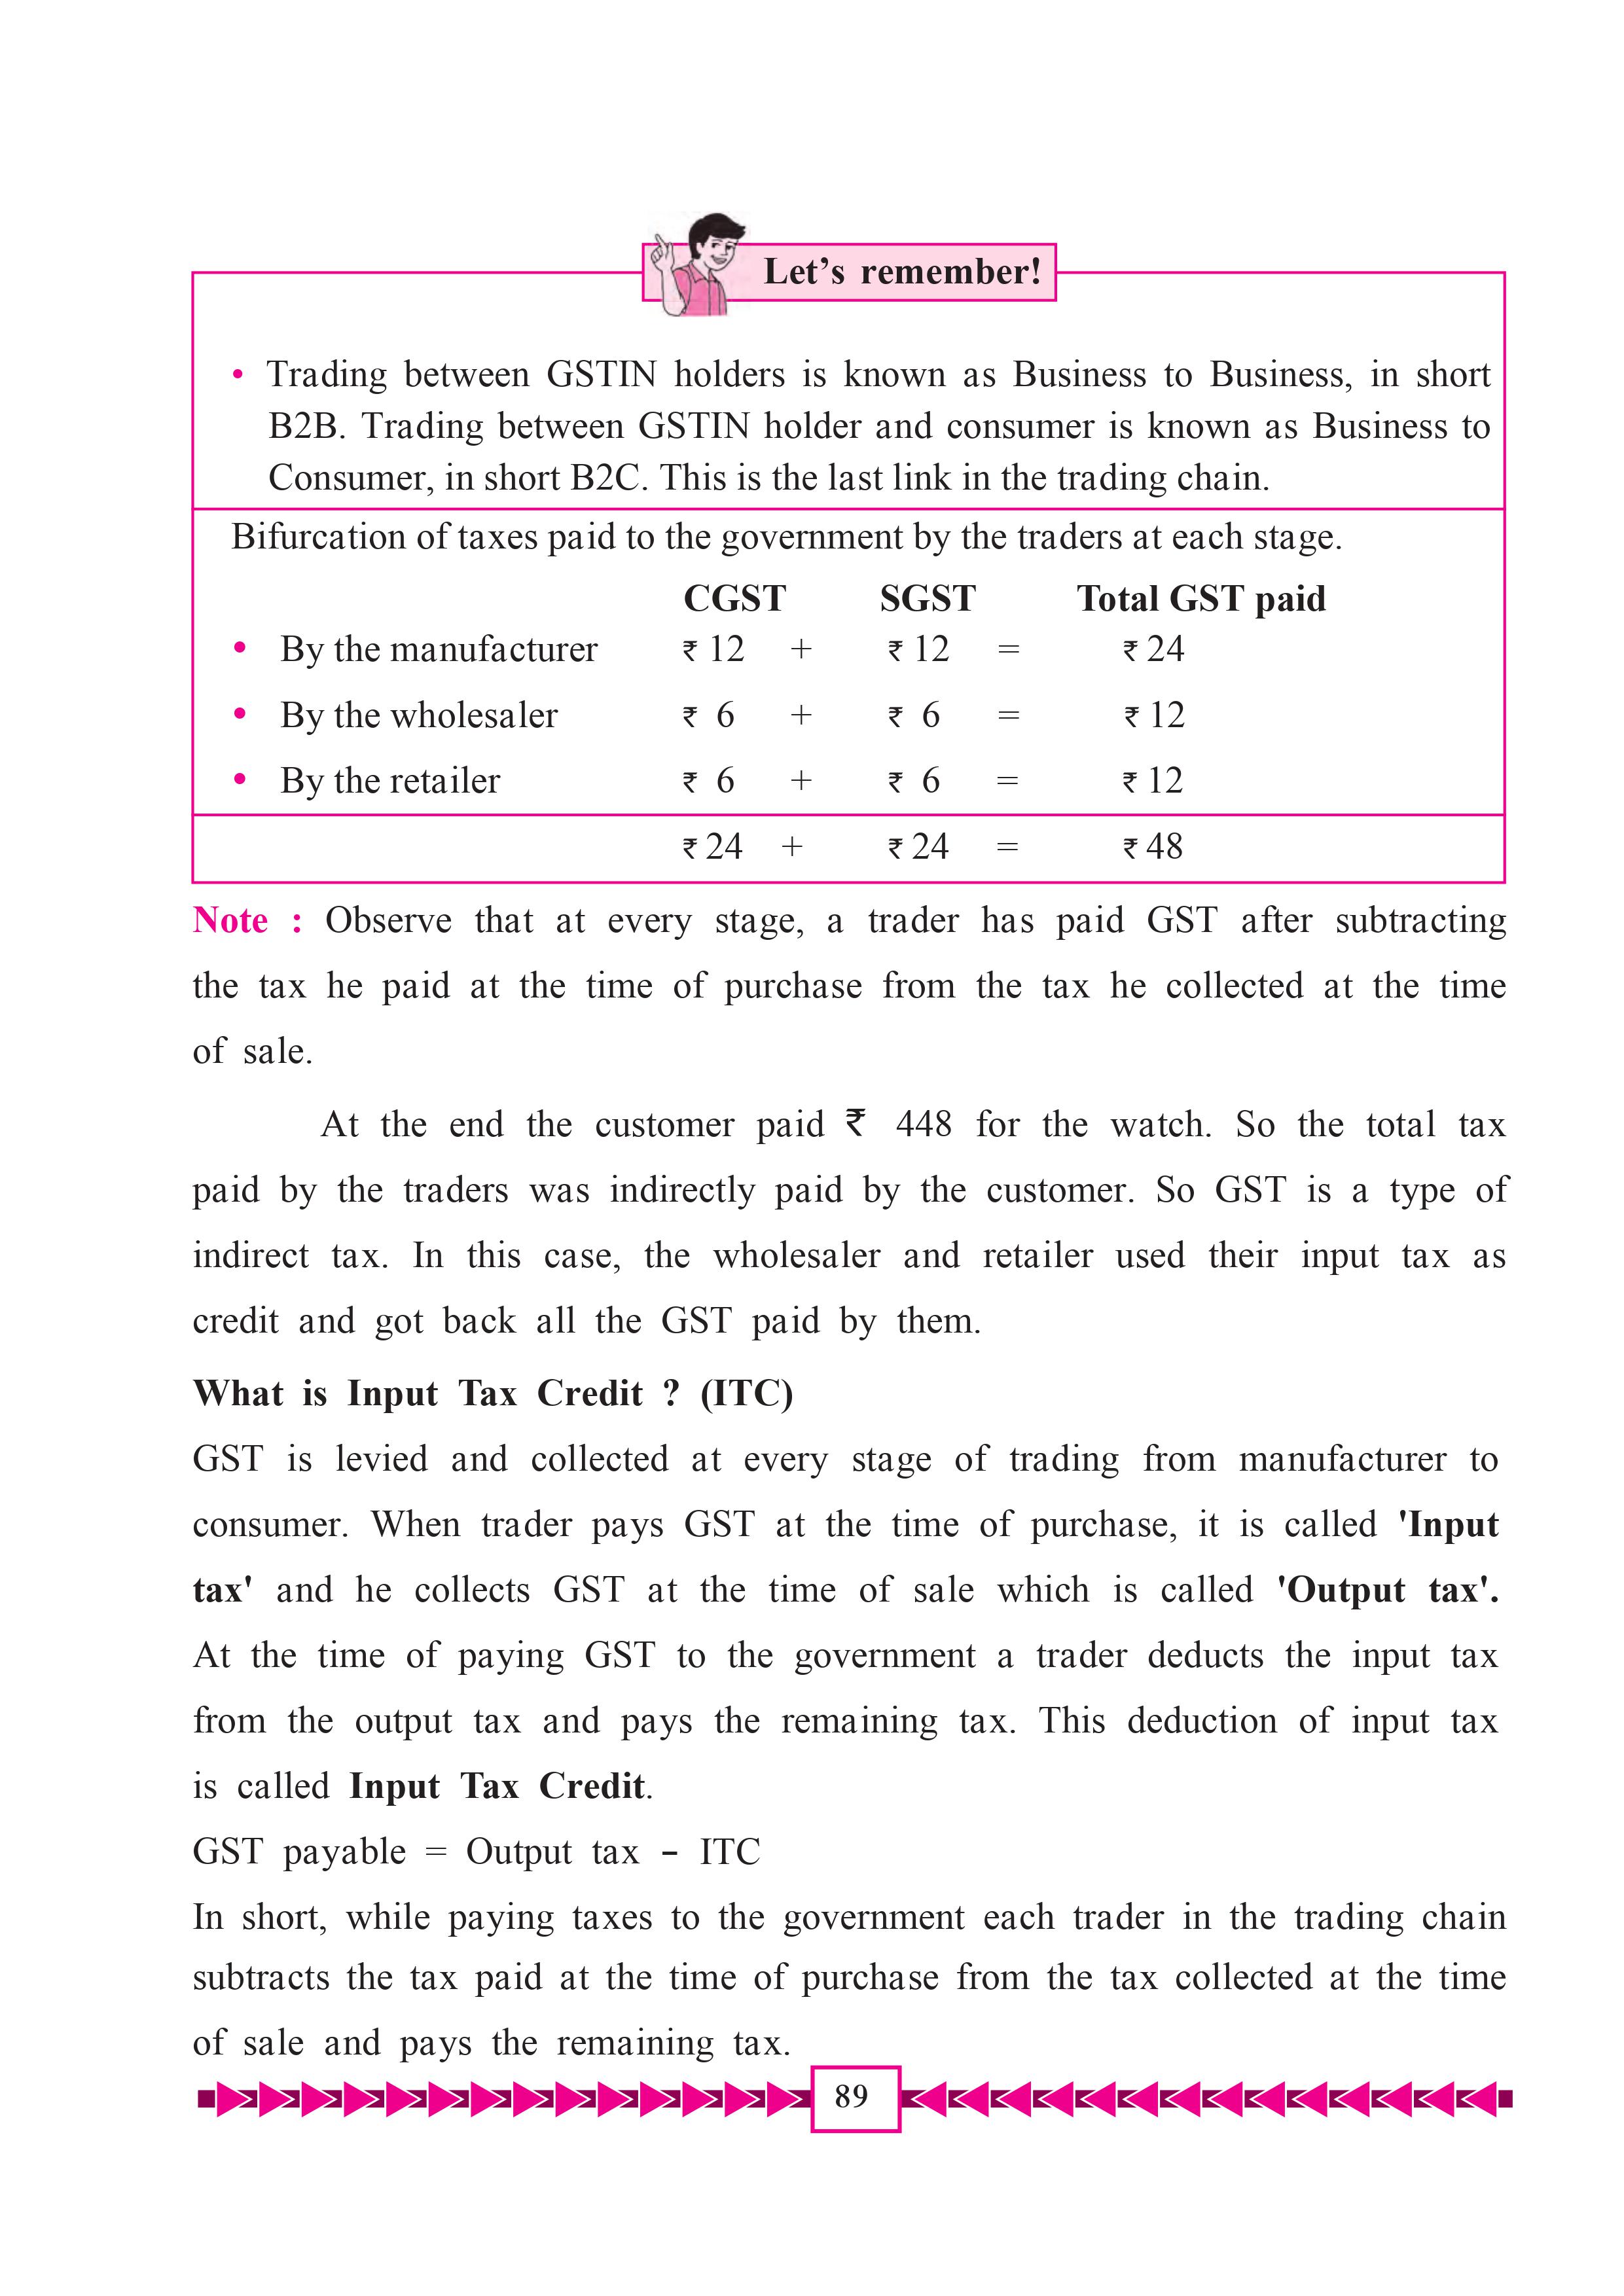 Let’s remember!
• Trading between GSTIN holders is known as Business to Business, in short
B2B. Trading between GSTIN holder and consumer is known as Business to
Consumer, in short B2C. This is the last link in the trading chain.
Bifurcation of taxes paid to the government by the traders at each stage.
CGST SGST Total GST paid
• By the manufacturer ₹ 12 + ₹ 12 = ₹ 24
• By the wholesaler ₹ 6 + ₹ 6 = ₹ 12
• By the retailer ₹ 6 + ₹ 6 = ₹ 12
₹ 24 + ₹ 24 = ₹ 48
Note : Observe that at every stage, a trader has paid GST after subtracting
the tax he paid at the time of purchase from the tax he collected at the time
of sale.
At the end the customer paid ₹ 448 for the watch. So the total tax
paid by the traders was indirectly paid by the customer. So GST is a type of
indirect tax. In this case, the wholesaler and retailer used their input tax as
credit and got back all the GST paid by them.
What is Input Tax Credit ? (ITC)
GST is levied and collected at every stage of trading from manufacturer to
consumer. When trader pays GST at the time of purchase, it is called 'Input
tax' and he collects GST at the time of sale which is called 'Output tax'.
At the time of paying GST to the government a trader deducts the input tax
from the output tax and pays the remaining tax. This deduction of input tax
is called Input Tax Credit.
GST payable = Output tax - ITC
In short, while paying taxes to the government each trader in the trading chain
subtracts the tax paid at the time of purchase from the tax collected at the time
of sale and pays the remaining tax.
89